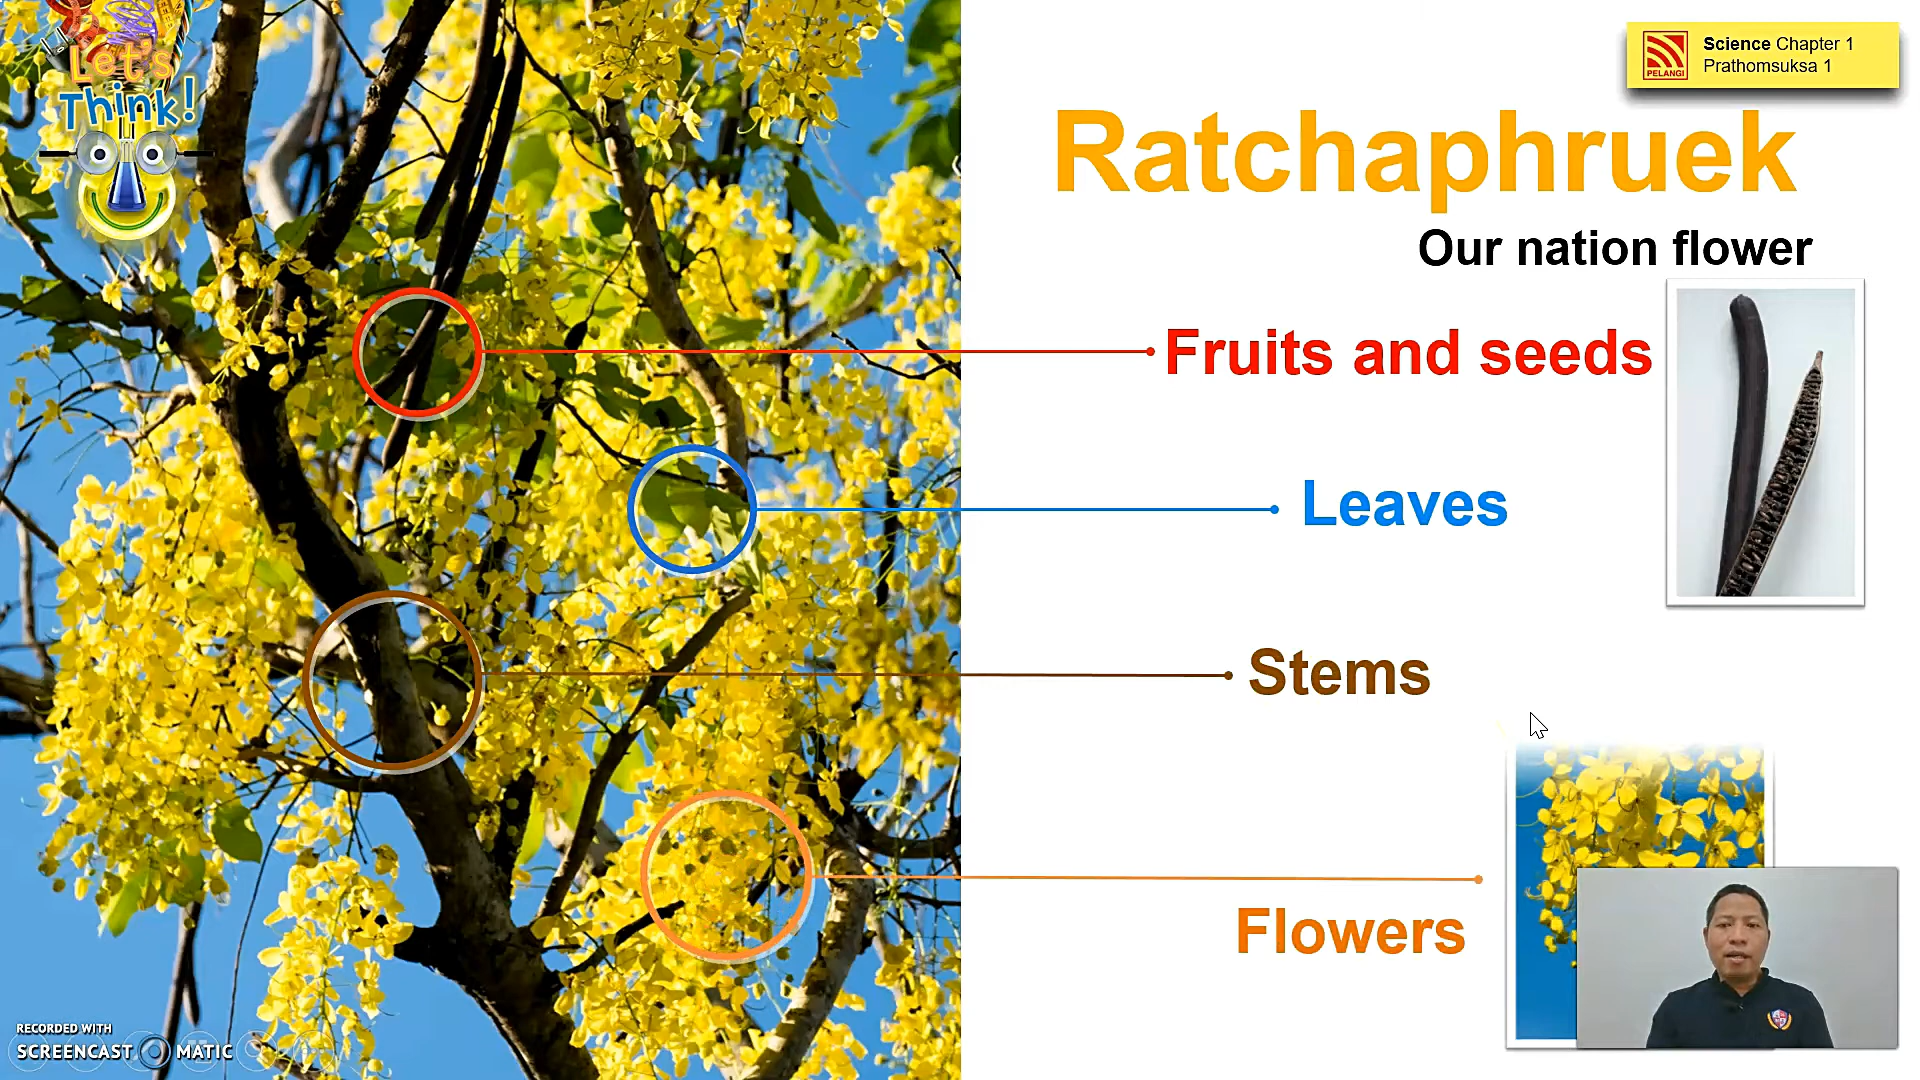 Let's
Think!
PELANGI
Science Chapter 1
Prathomsuksa 1
Ratchaphruek
Our nation flower
Fruits and seeds
Leaves
Stems
Flowers
RECORDED WITH
SCREENCAST MATIC